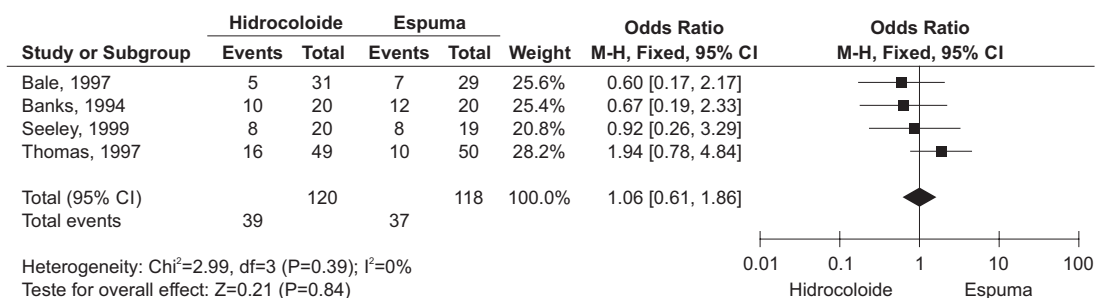 Hidrocoloide Espuma Odds Ratio Odds Ratio
Study or Subgroup Events Total Events Total Weight M-H, Fixed, 95% CI M-H, Fixed, 95% CI
Bale, 1997 5 31 7 29 25.6% 0.60 [0.17, 2.17]
Banks, 1994 10 20 12 20 25.4% 0.67 [0.19, 2.33]
Seeley, 1999 8 20 8 19 20.8% 0.92 [0.26, 3.29]
Thomas, 1997 16 49 10 50 28.2% 1.94 [0.78, 4.84]
Total (95% CI) 120 118 100.0% 1.06 [0.61, 1.86]
Total events 39 37
Heterogeneity: Chi²=2.99, df=3 (P=0.39); I²=0%
Teste for overall effect: Z=0.21 (P=0.84)
0.01 0.1 1 10 100
Hidrocoloide Espuma